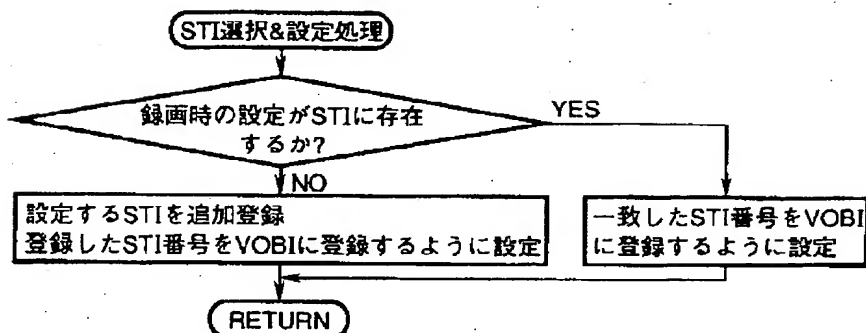 STI選択&設定処理
録画時の設定がSTIに存在
するか?
YES
NO
設定するSTIを追加登録
登録したSTI番号をVOBIに登録するように設定
一致したSTI番号をVOBI
に登録するように設定
RETURN